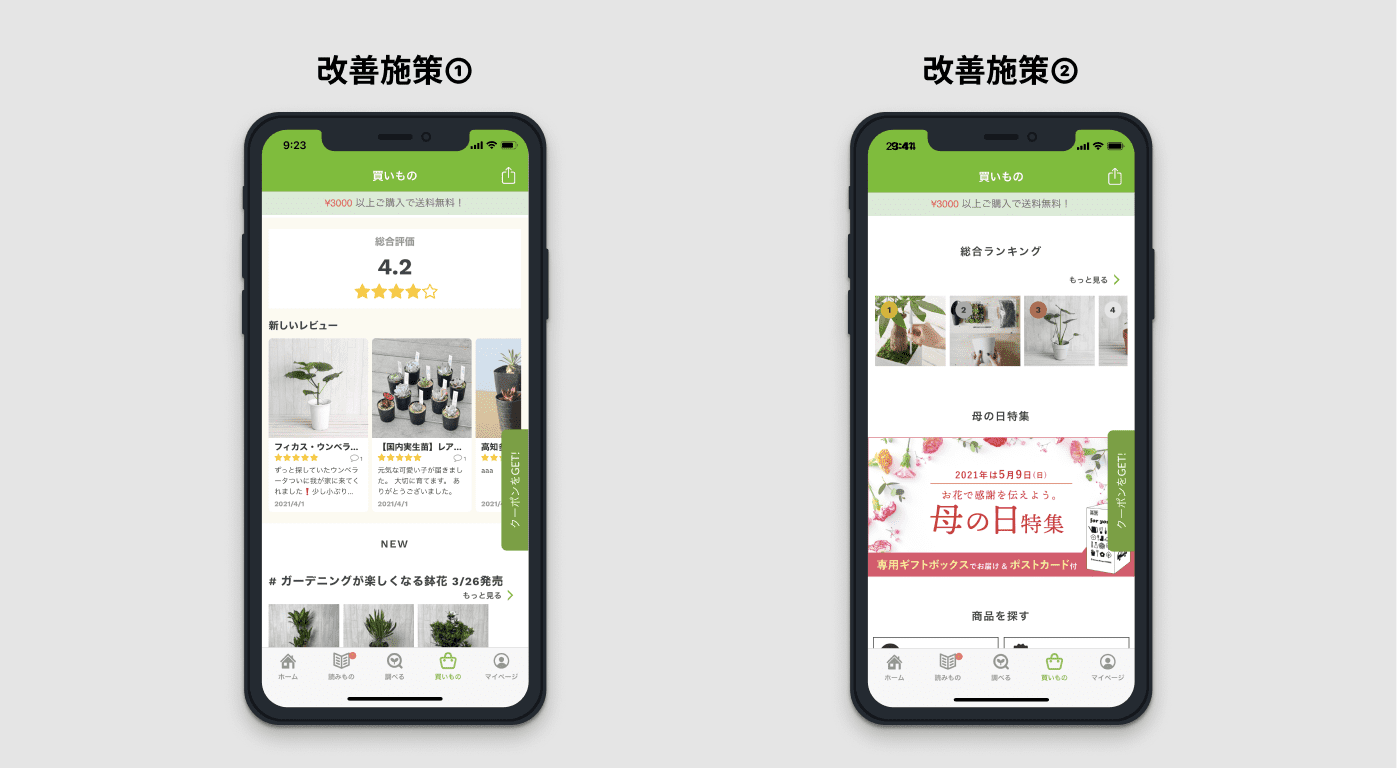 改善施策①
9:23
買いもの
¥3000 以上ご購入で送料無料！
総合評価
4.2
新しいレビュー
フィカス・ウンベラ...
1
ずっと探していたウンベラ
ータついに我が家に来てく
れました❗少し小ぶり...
2021/4/1
【国内実生苗】レア...
1
元気な可愛い子が届きまし
た。 大切に育てます。 あ
りがとうございました。
2021/4/1
aaa
クーポンをGET!
NEW
# ガーデニングが楽しくなる鉢花 3/26発売
もっと見る
ホーム
読みもの
調べる
買いもの
マイページ
改善施策②
買いもの
¥3000 以上ご購入で送料無料！
総合ランキング
もっと見る
1
2
3
4
母の日特集
2021年は5月9日(日)
お花で感謝を伝えよう。
母の日特集
専用ギフトボックスでお届け & ポストカード付
for you
クーポンをGET!
商品を探す
ホーム
読みもの
調べる
買いもの
マイページ